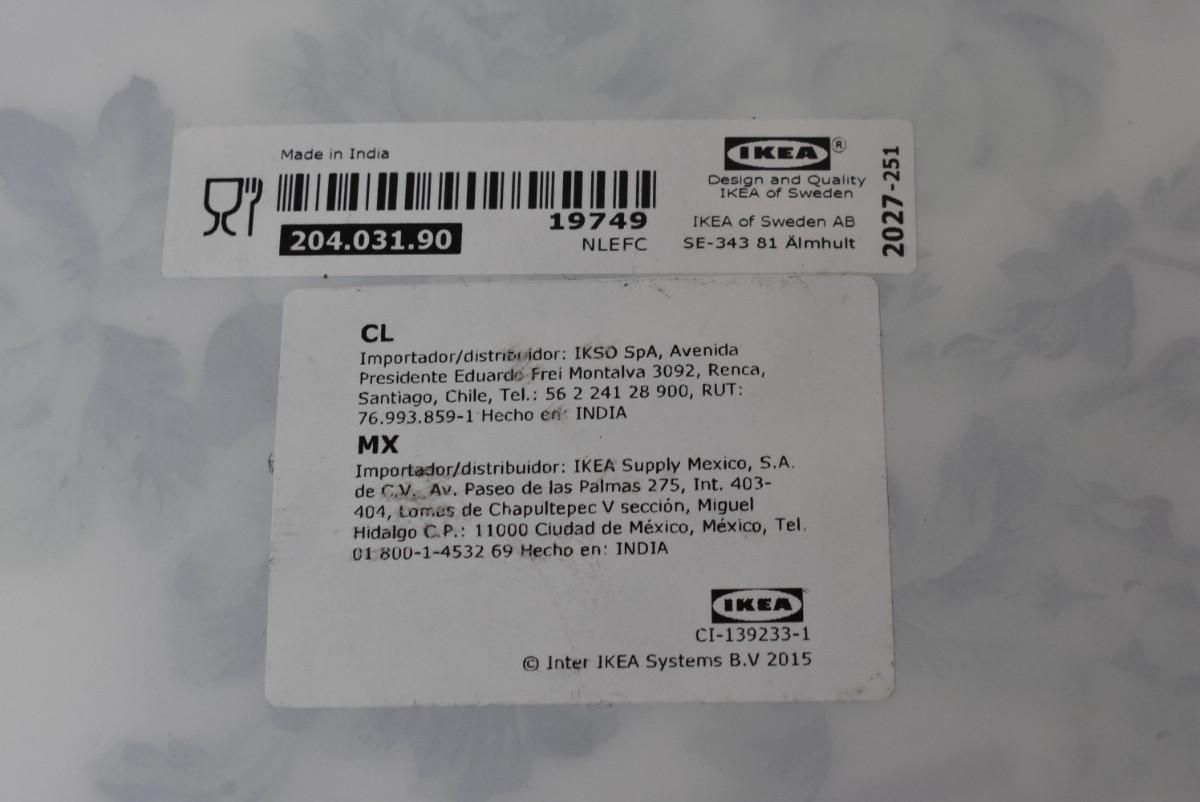 Made in India
204.031.90
19749
NLEFC
IKEA®
Design and Quality
IKEA of Sweden
IKEA of Sweden AB
SE-343 81 Älmhult
2027-251
CL
Importador/distribuidor: IKSO SpA, Avenida
Presidente Eduardo Frei Montalva 3092, Renca,
Santiago, Chile, Tel.: 56 2 241 28 900, RUT:
76.993.859-1 Hecho en: INDIA
MX
Importador/distribuidor: IKEA Supply Mexico, S.A.
de C.V. Av. Paseo de las Palmas 275, Int. 403-
404, Lomas de Chapultepec V sección, Miguel
Hidalgo C.P.: 11000 Ciudad de México, México, Tel.
01 800-1-4532 69 Hecho en: INDIA
IKEA
CI-139233-1
© Inter IKEA Systems B.V 2015